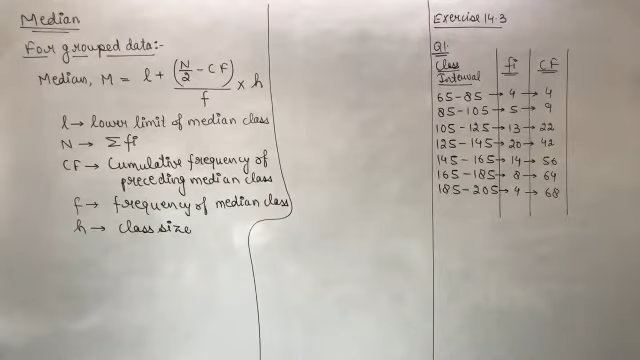 Median
For grouped data:-
Median, M = l + (N/2 - CF)/f × h
l → lower limit of median class
N → Σfi
CF → Cumulative frequency of
preceding median class
f → frequency of median class
h → class size
Exercise 14.3
Q1.
Class Interval fi CF
65-85 → 4 → 4
85-105 → 5 → 9
105-125 → 13 → 22
125-145 → 20 → 42
145-165 → 14 → 56
165-185 → 8 → 64
185-205 → 4 → 68